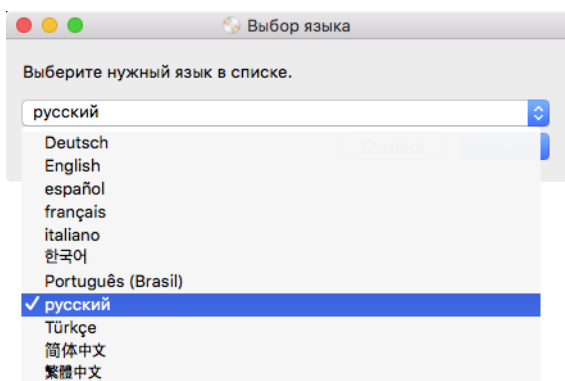 Выбор языка
Выберите нужный язык в списке.
русский
Deutsch
English
español
français
italiano
한국어
Português (Brasil)
✓ русский
Türkçe
简体中文
繁體中文